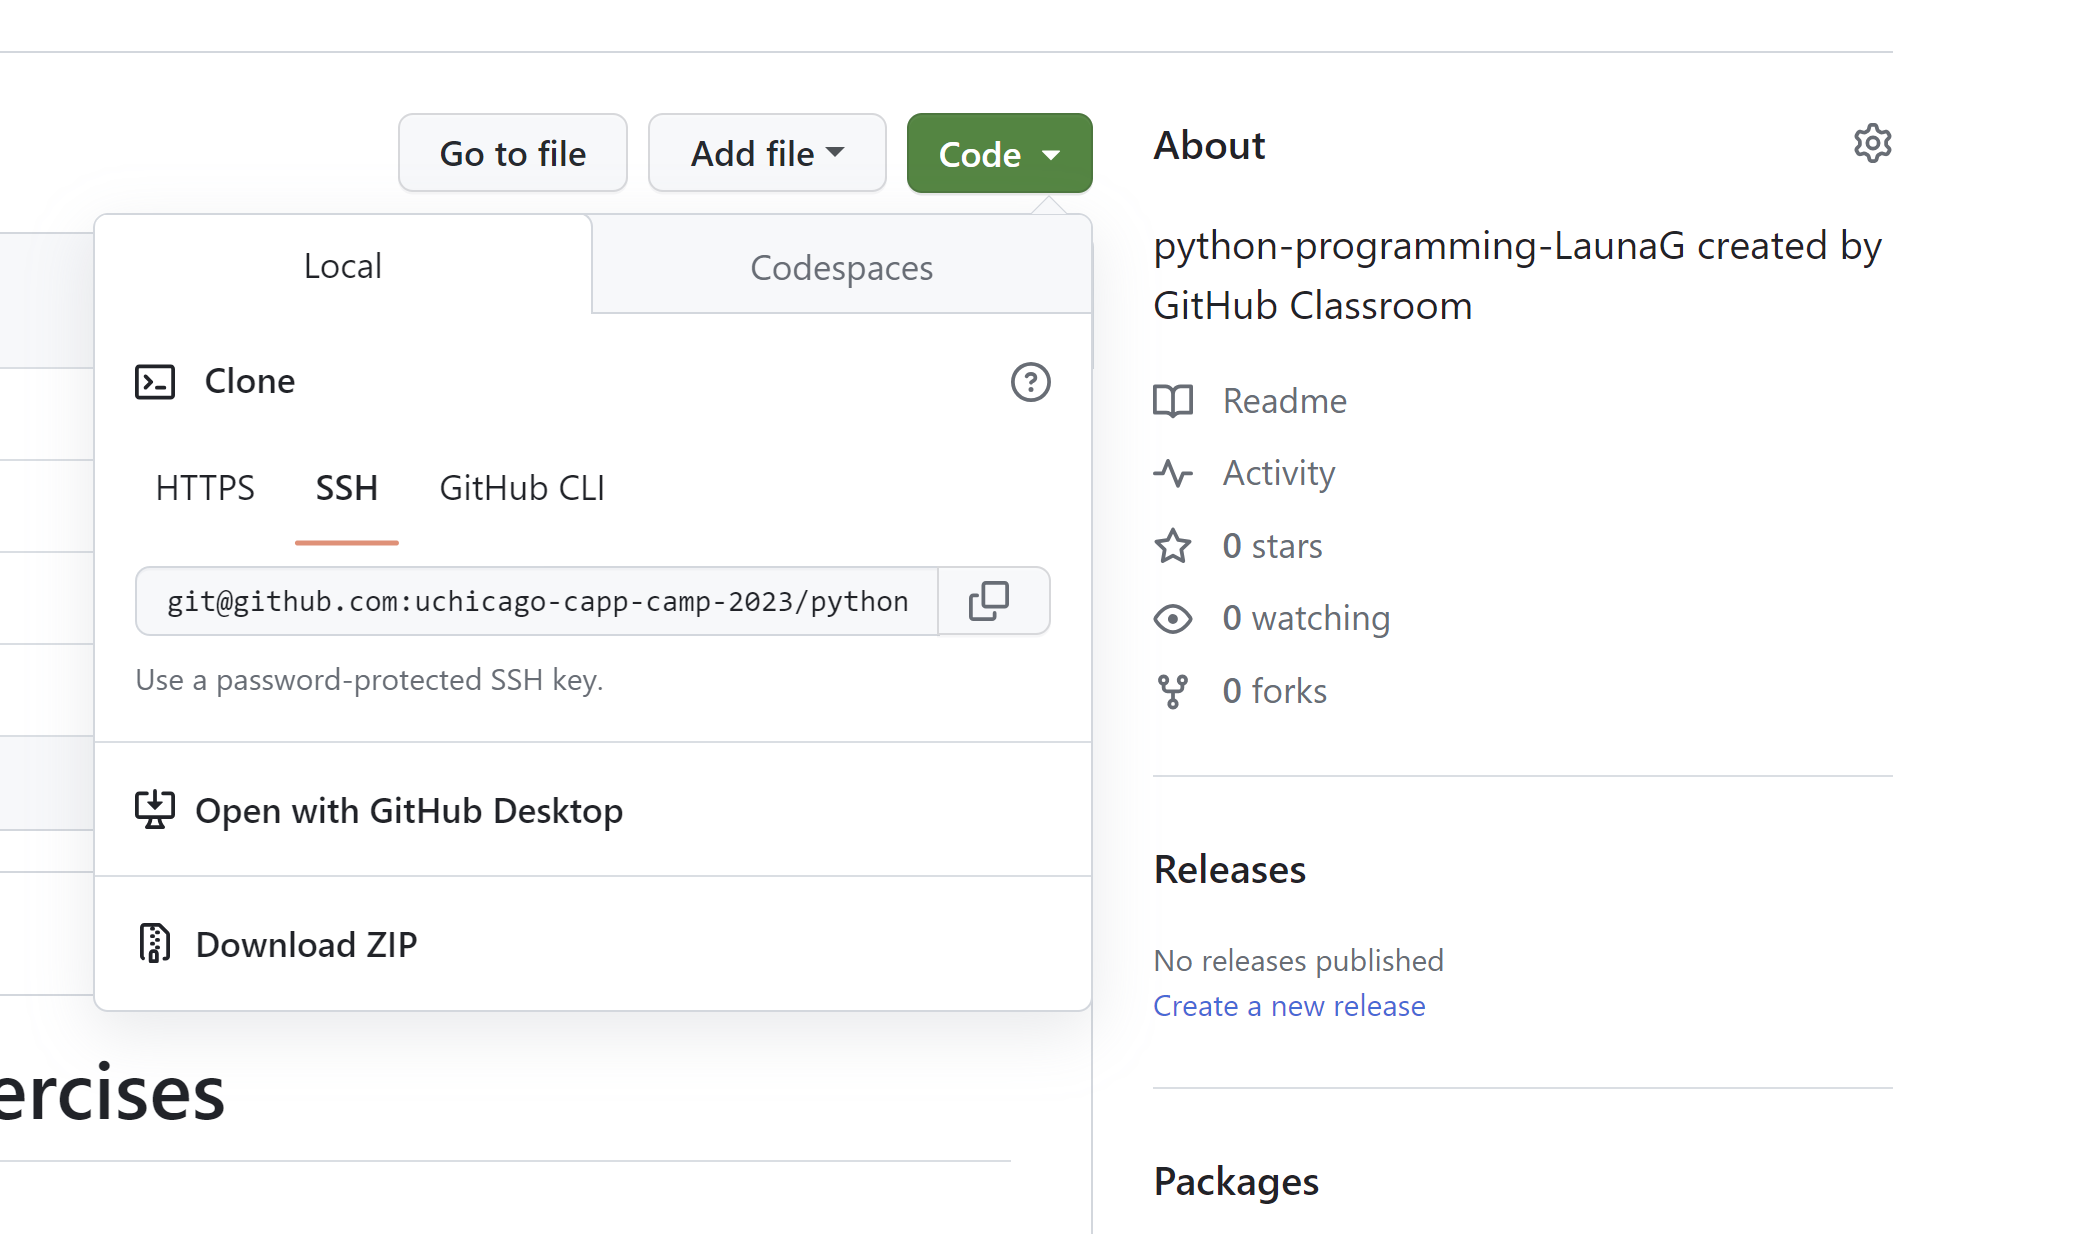 Go to file
Add file
Code
Local
Codespaces
Clone
HTTPS
SSH
GitHub CLI
git@github.com:uchicago-capp-camp-2023/python
Use a password-protected SSH key.
Open with GitHub Desktop
Download ZIP
ercises
About
python-programming-LaunaG created by
GitHub Classroom
Readme
Activity
0 stars
0 watching
0 forks
Releases
No releases published
Create a new release
Packages